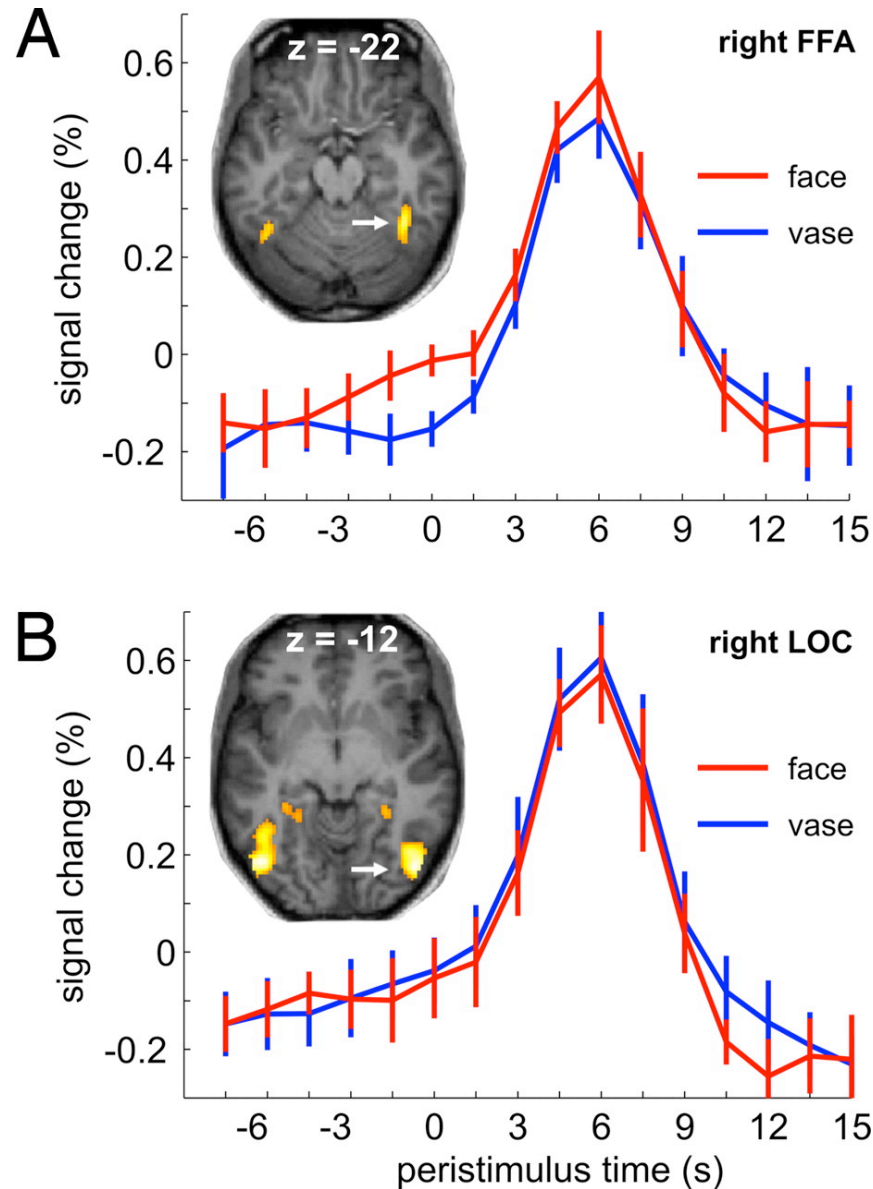 A
z = -22
right FFA
face
vase
signal change (%)
0.6
0.4
0.2
0
-0.2
-6 -3 0 3 6 9 12 15
B
z = -12
right LOC
face
vase
signal change (%)
0.6
0.4
0.2
0
-0.2
-6 -3 0 3 6 9 12 15
peristimulus time (s)